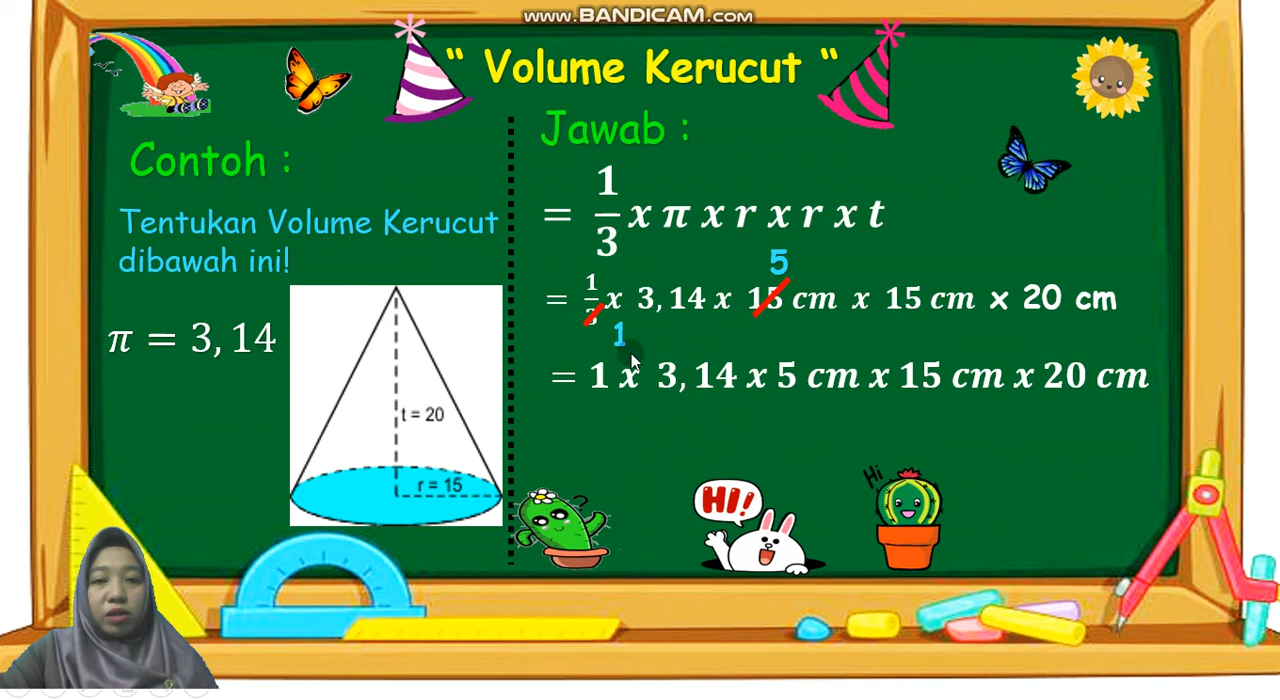 www.BANDICAM.com
“ Volume Kerucut “
Contoh :
Tentukan Volume Kerucut
dibawah ini!
π = 3,14
t = 20
r = 15
Jawab :
= 1/3 x π x r x r x t
5
= 1/3 x 3,14 x 15 cm x 15 cm x 20 cm
1
= 1 x 3,14 x 5 cm x 15 cm x 20 cm
?
HI!
Hi